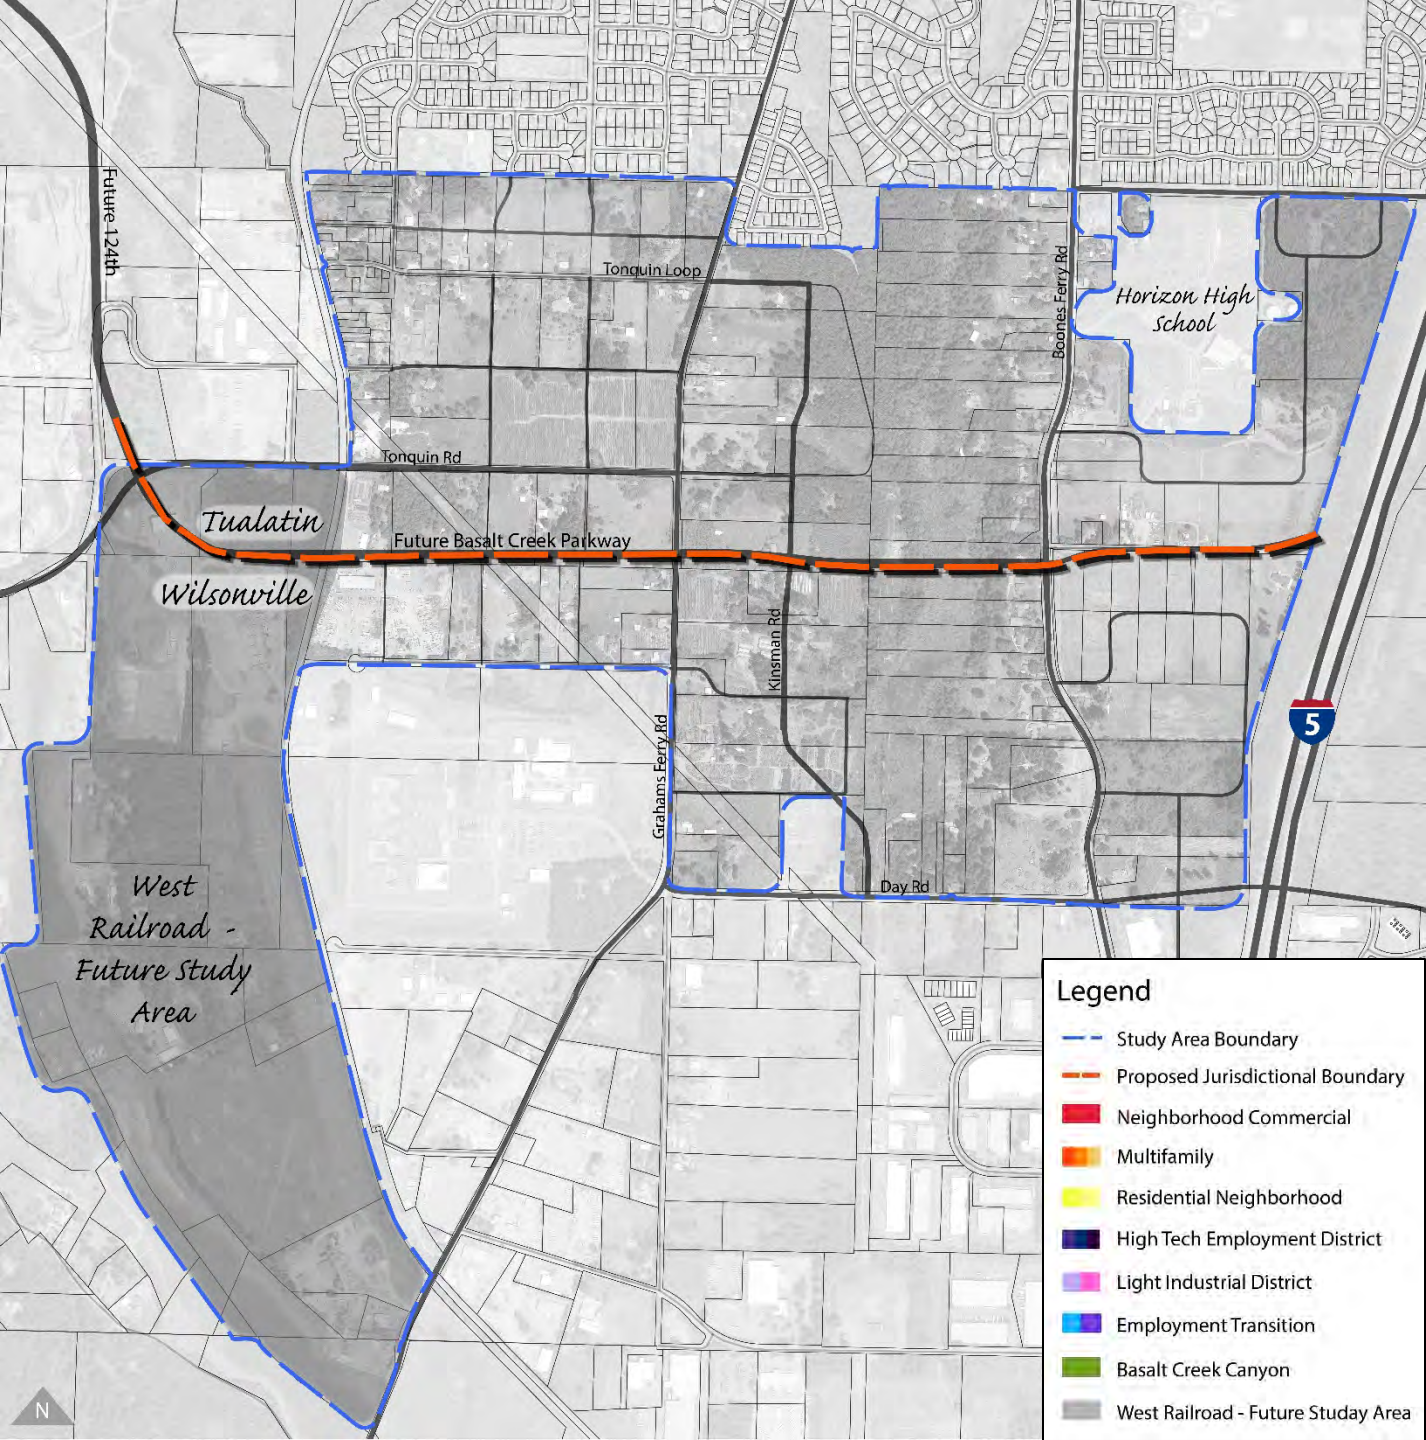 Future 124th
Tonquin Loop
Boones Ferry Rd
Horizon High
School
Tonquin Rd
Tualatin
Future Basalt Creek Parkway
Wilsonville
Kinsman Rd
Grahams Ferry Rd
5
Day Rd
West
Railroad -
Future Study
Area
Legend
Study Area Boundary
Proposed Jurisdictional Boundary
Neighborhood Commercial
Multifamily
Residential Neighborhood
High Tech Employment District
Light Industrial District
Employment Transition
Basalt Creek Canyon
West Railroad - Future Studay Area
N